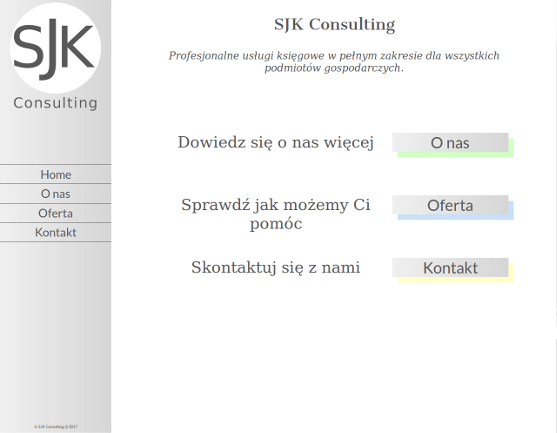 SJK
Consulting
Home
O nas
Oferta
Kontakt
© SJK Consulting @ 2017
SJK Consulting
Profesjonalne usługi księgowe w pełnym zakresie dla wszystkich
podmiotów gospodarczych.
Dowiedz się o nas więcej
O nas
Sprawdź jak możemy Ci
pomóc
Oferta
Skontaktuj się z nami
Kontakt